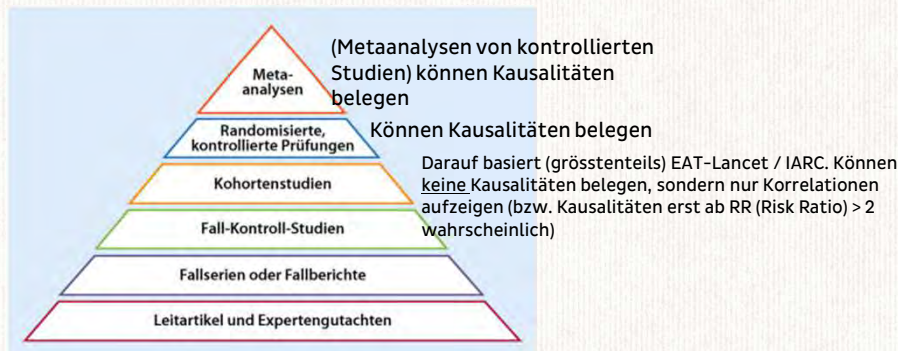 (Metaanalysen von kontrollierten
Studien) können Kausalitäten
belegen
Meta-
analysen
Können Kausalitäten belegen
Randomisierte,
kontrollierte Prüfungen
Darauf basiert (grösstenteils) EAT-Lancet / IARC. Können
keine Kausalitäten belegen, sondern nur Korrelationen
aufzeigen (bzw. Kausalitäten erst ab RR (Risk Ratio) > 2
wahrscheinlich)
Kohortenstudien
Fall-Kontroll-Studien
Fallserien oder Fallberichte
Leitartikel und Expertengutachten